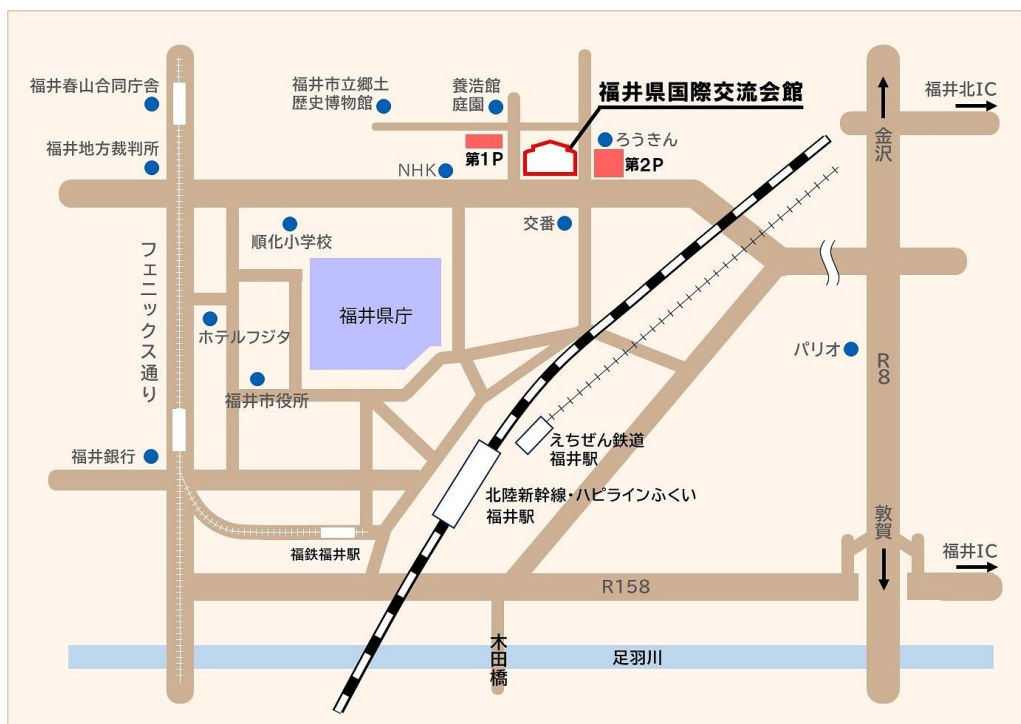 福井春山合同庁舎
福井市立郷土
歴史博物館
養浩館
庭園
福井県国際交流会館
福井北IC
金沢
福井地方裁判所
NHK
第1P
ろうきん
第2P
順化小学校
交番
フェニックス通り
福井県庁
ホテルフジタ
パリオ
R8
福井市役所
福井銀行
えちぜん鉄道
福井駅
北陸新幹線・ハピラインふくい
福井駅
敦賀
福井IC
福鉄福井駅
R158
木田橋
足羽川